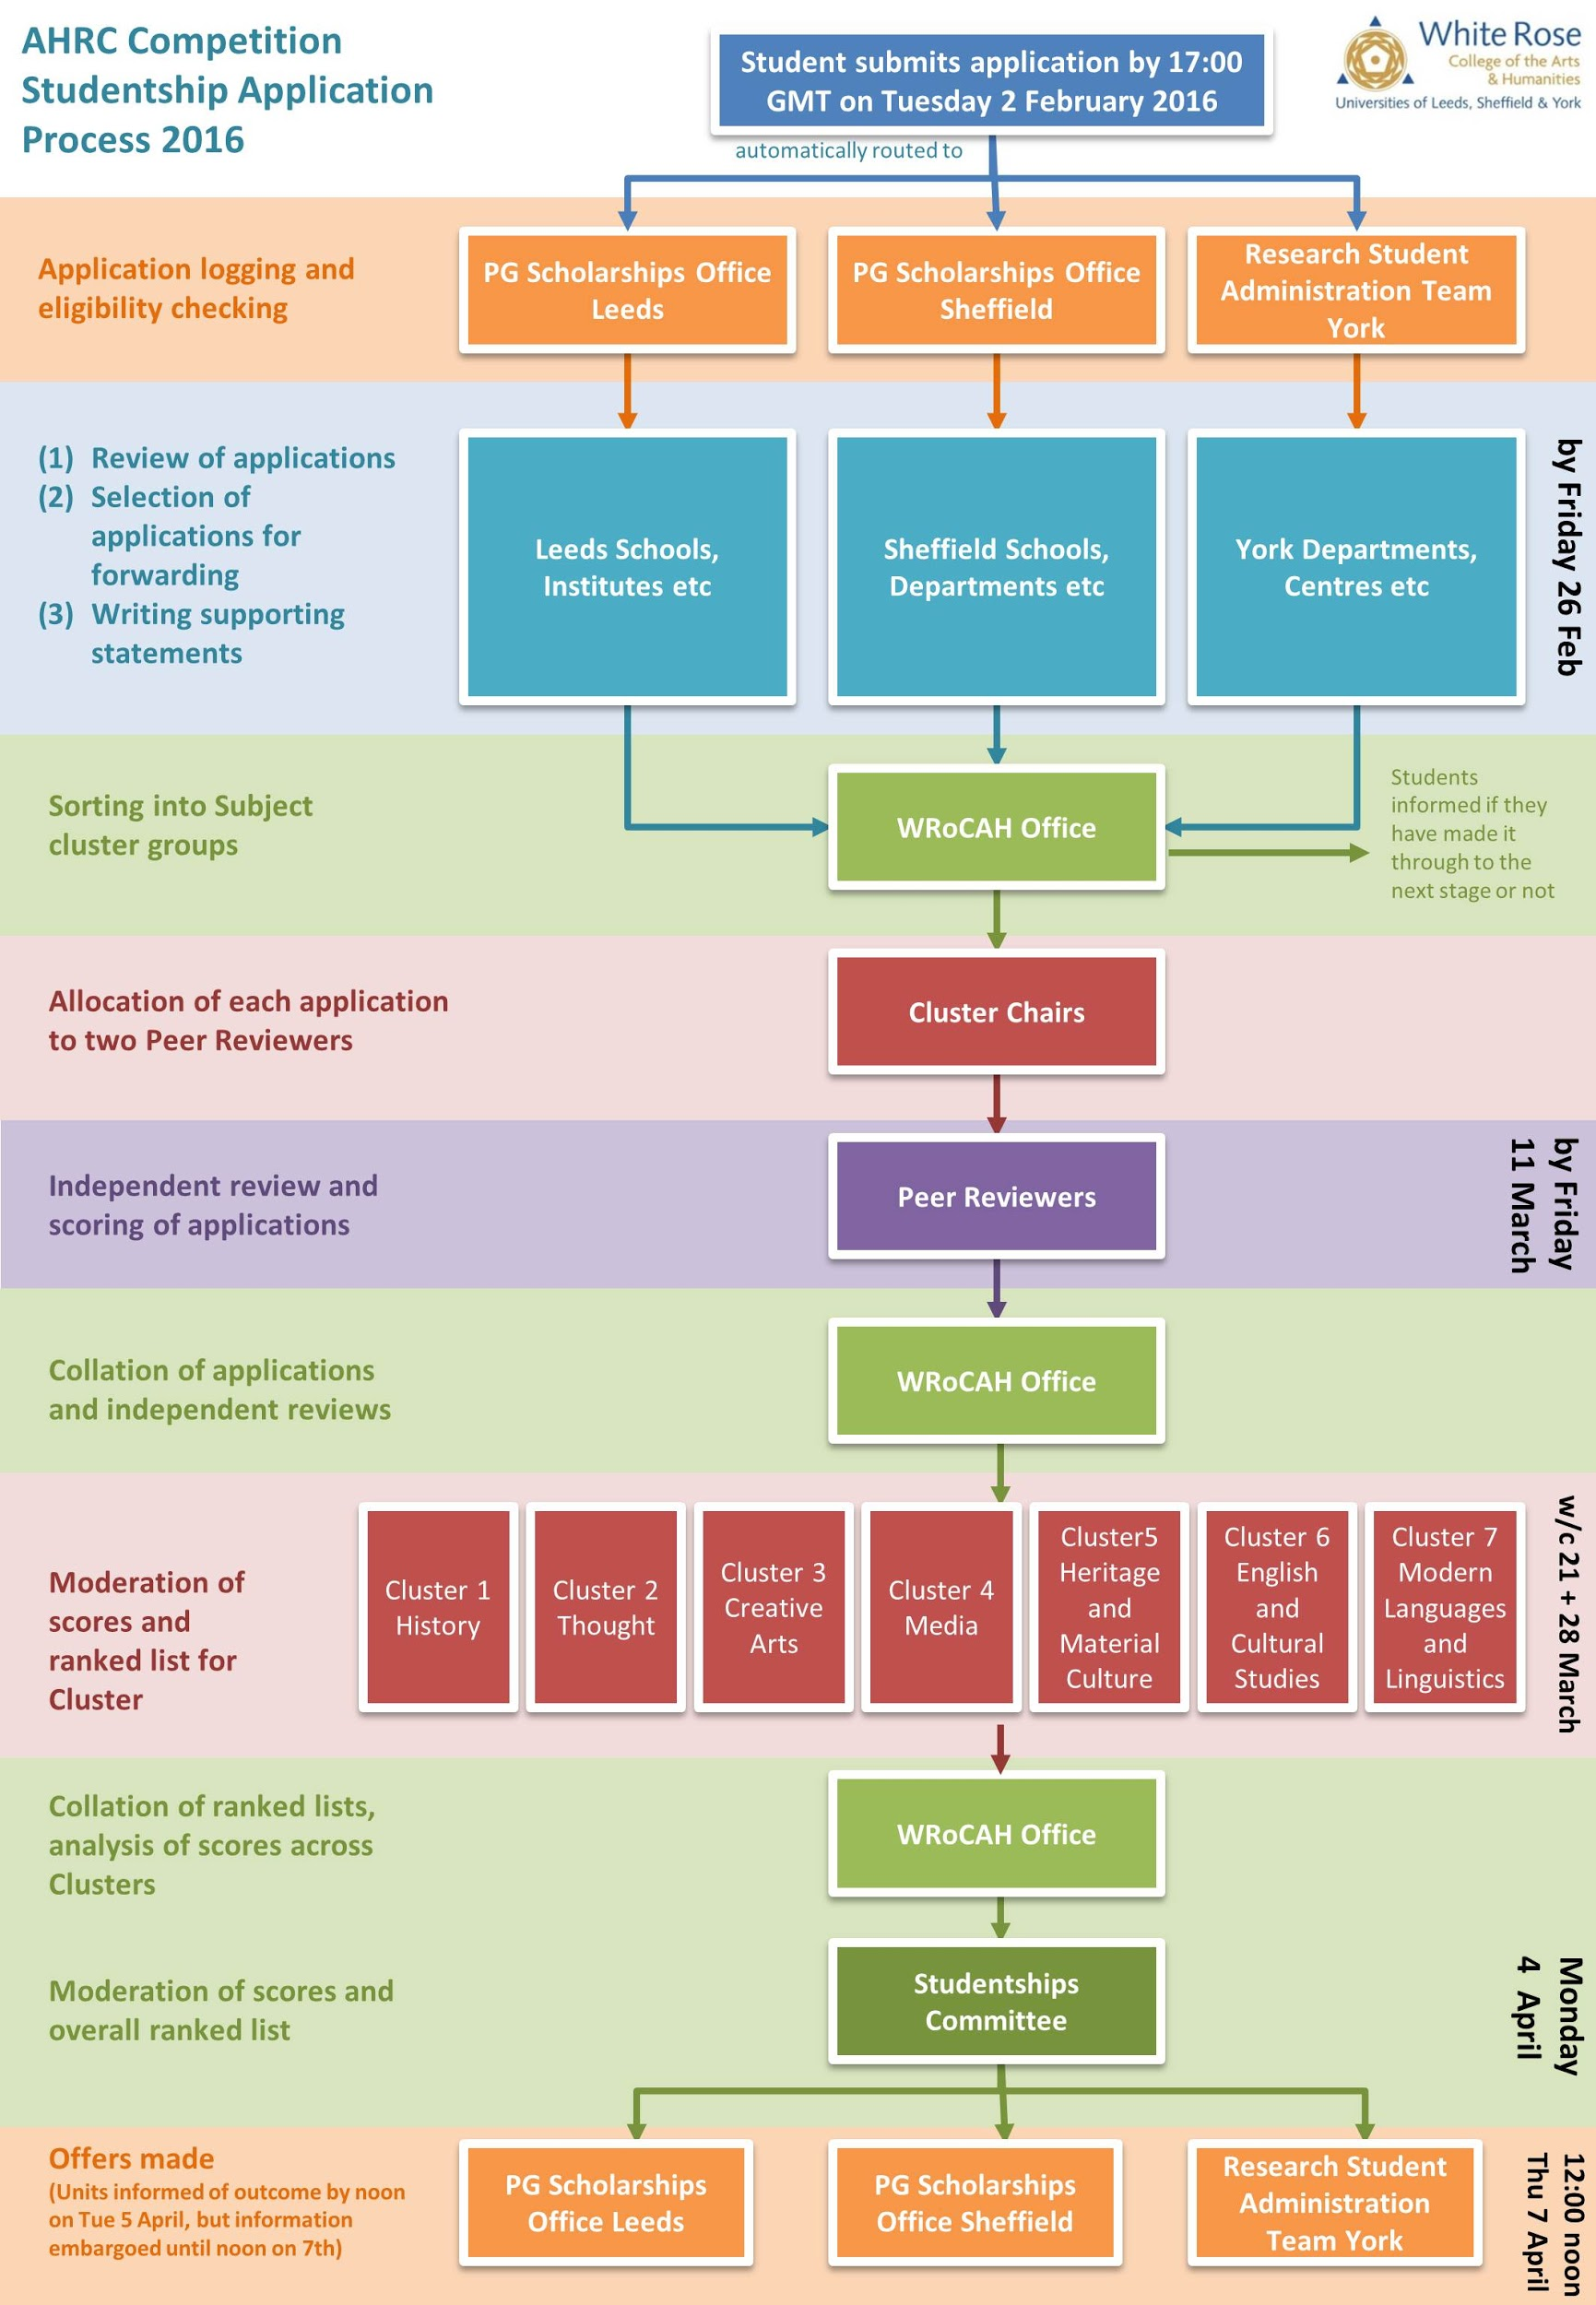 AHRC Competition
Studentship Application
Process 2016
Student submits application by 17:00
GMT on Tuesday 2 February 2016
White Rose
College of the Arts
& Humanities
Universities of Leeds, Sheffield & York
automatically routed to
Application logging and
eligibility checking
PG Scholarships Office
Leeds
PG Scholarships Office
Sheffield
Research Student
Administration Team
York
(1) Review of applications
(2) Selection of
applications for
forwarding
(3) Writing supporting
statements
Leeds Schools,
Institutes etc
Sheffield Schools,
Departments etc
York Departments,
Centres etc
by Friday 26 Feb
Sorting into Subject
cluster groups
WRoCAH Office
Students
informed if they
have made it
through to the
next stage or not
Allocation of each application
to two Peer Reviewers
Cluster Chairs
Independent review and
scoring of applications
Peer Reviewers
by Friday
11 March
Collation of applications
and independent reviews
WRoCAH Office
Moderation of
scores and
ranked list for
Cluster
Cluster 1
History
Cluster 2
Thought
Cluster 3
Creative
Arts
Cluster 4
Media
Cluster5
Heritage
and
Material
Culture
Cluster 6
English
and
Cultural
Studies
Cluster 7
Modern
Languages
and
Linguistics
w/c 21 + 28 March
Collation of ranked lists,
analysis of scores across
Clusters
WRoCAH Office
Moderation of scores and
overall ranked list
Studentships
Committee
Monday
4 April
Offers made
(Units informed of outcome by noon
on Tue 5 April, but information
embargoed until noon on 7th)
PG Scholarships
Office Leeds
PG Scholarships
Office Sheffield
Research Student
Administration
Team York
12:00 noon
Thu 7 April